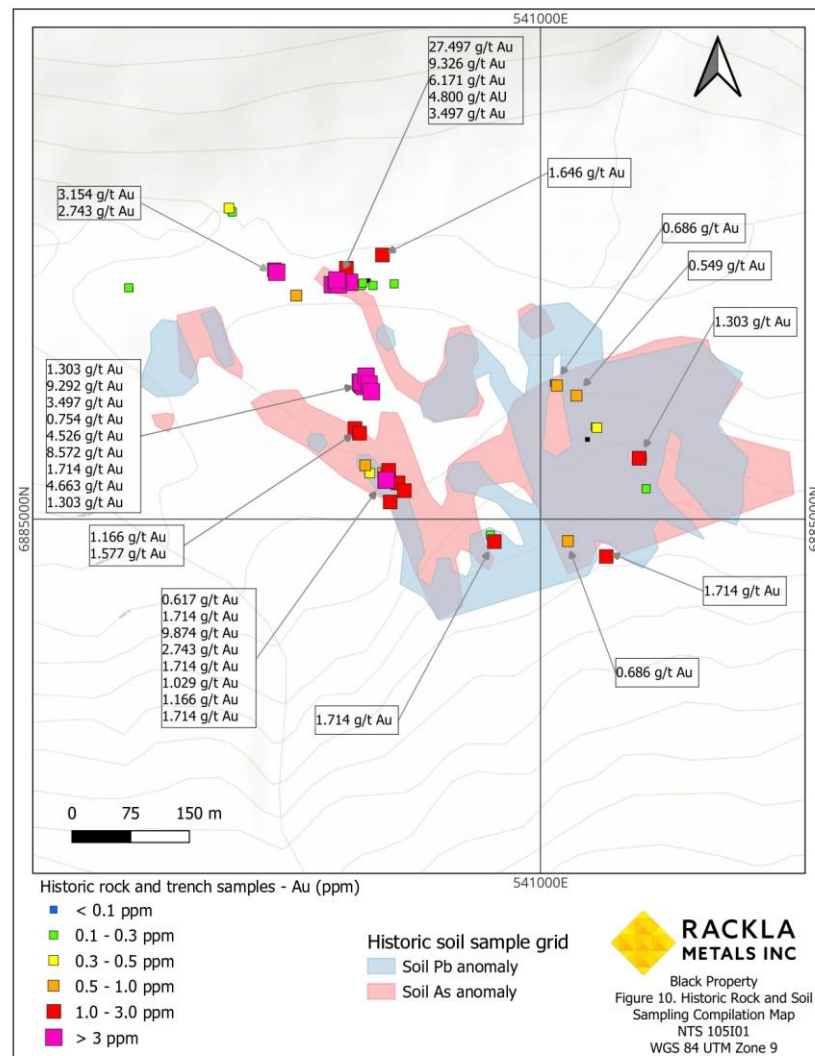 541000E
27.497 g/t Au
9.326 g/t Au
6.171 g/t Au
4.800 g/t AU
3.497 g/t Au
1.646 g/t Au
3.154 g/t Au
2.743 g/t Au
0.686 g/t Au
0.549 g/t Au
1.303 g/t Au
1.303 g/t Au
9.292 g/t Au
3.497 g/t Au
0.754 g/t Au
4.526 g/t Au
8.572 g/t Au
1.714 g/t Au
4.663 g/t Au
1.303 g/t Au
6885000N
6885000N
1.166 g/t Au
1.577 g/t Au
1.714 g/t Au
0.617 g/t Au
1.714 g/t Au
9.874 g/t Au
2.743 g/t Au
1.714 g/t Au
1.029 g/t Au
1.166 g/t Au
1.714 g/t Au
0.686 g/t Au
1.714 g/t Au
0 75 150 m
541000E
Historic rock and trench samples - Au (ppm)
< 0.1 ppm
0.1 - 0.3 ppm
0.3 - 0.5 ppm
0.5 - 1.0 ppm
1.0 - 3.0 ppm
> 3 ppm
Historic soil sample grid
Soil Pb anomaly
Soil As anomaly
RACKLA
METALS INC
Black Property
Figure 10. Historic Rock and Soil
Sampling Compilation Map
NTS 105I01
WGS 84 UTM Zone 9